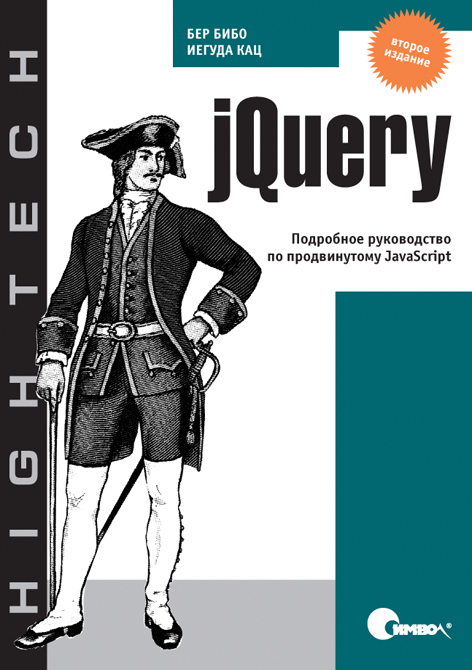 БЕР БИБО
ИЕГУДА КАЦ
второе
издание
jQuery
Подробное руководство
по продвинутому JavaScript
HIGH TECH
Символ®